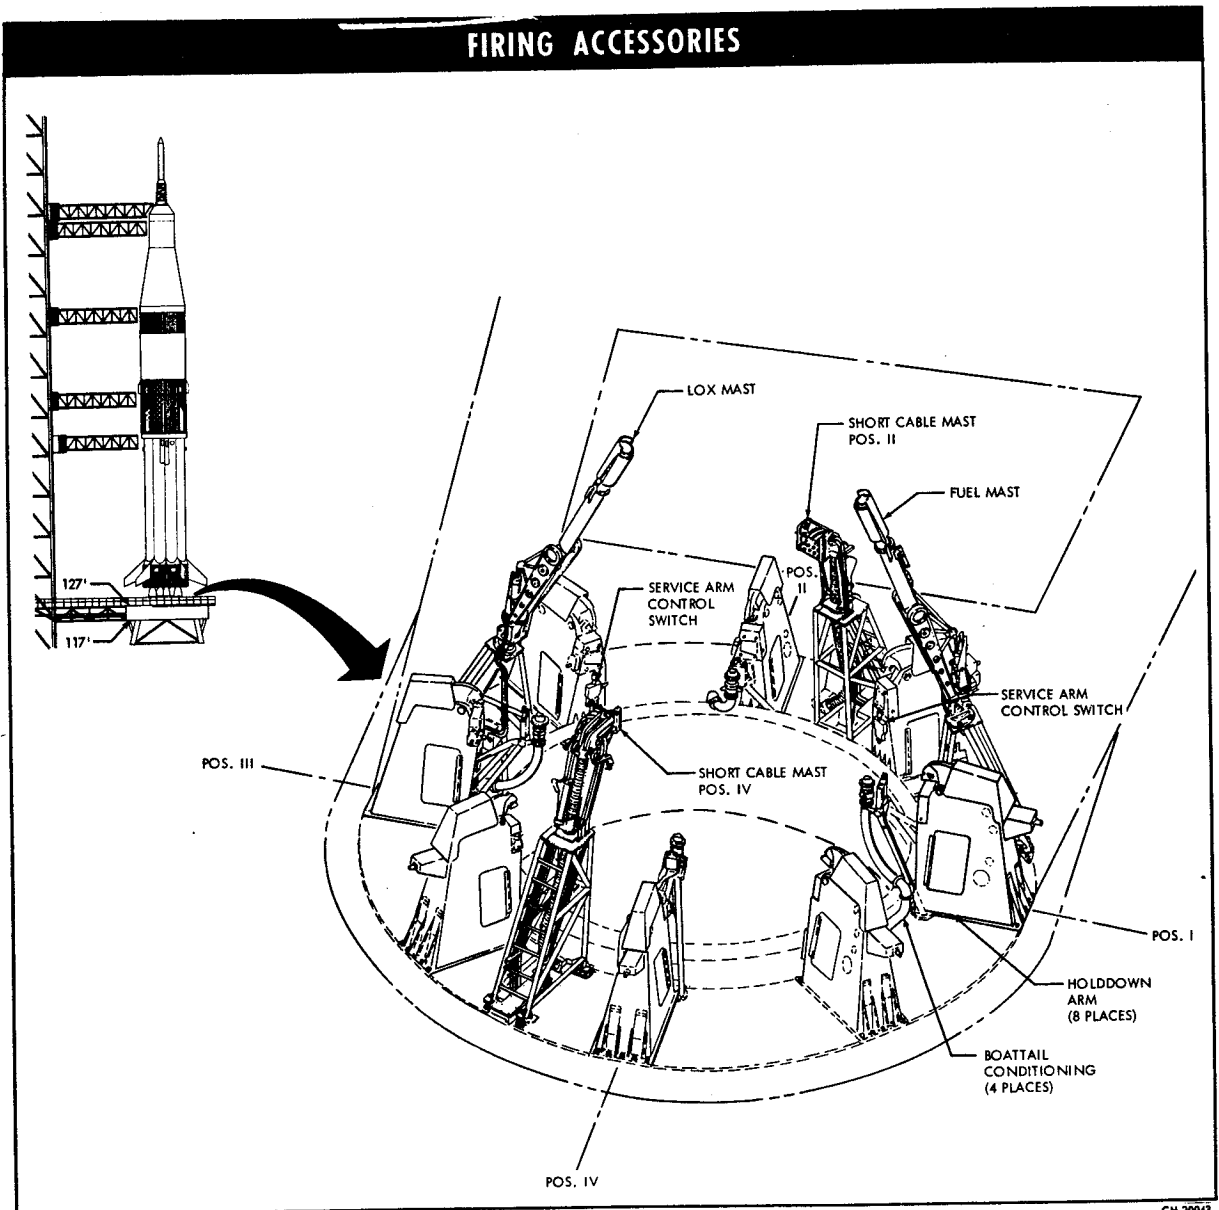 FIRING ACCESSORIES
LOX MAST
SHORT CABLE MAST
POS. II
FUEL MAST
POS.
II
SERVICE ARM
CONTROL
SWITCH
127'
117'
SERVICE ARM
CONTROL SWITCH
POS. III
SHORT CABLE MAST
POS. IV
POS. I
HOLDDOWN
ARM
(8 PLACES)
BOATTAIL
CONDITIONING
(4 PLACES)
POS. IV